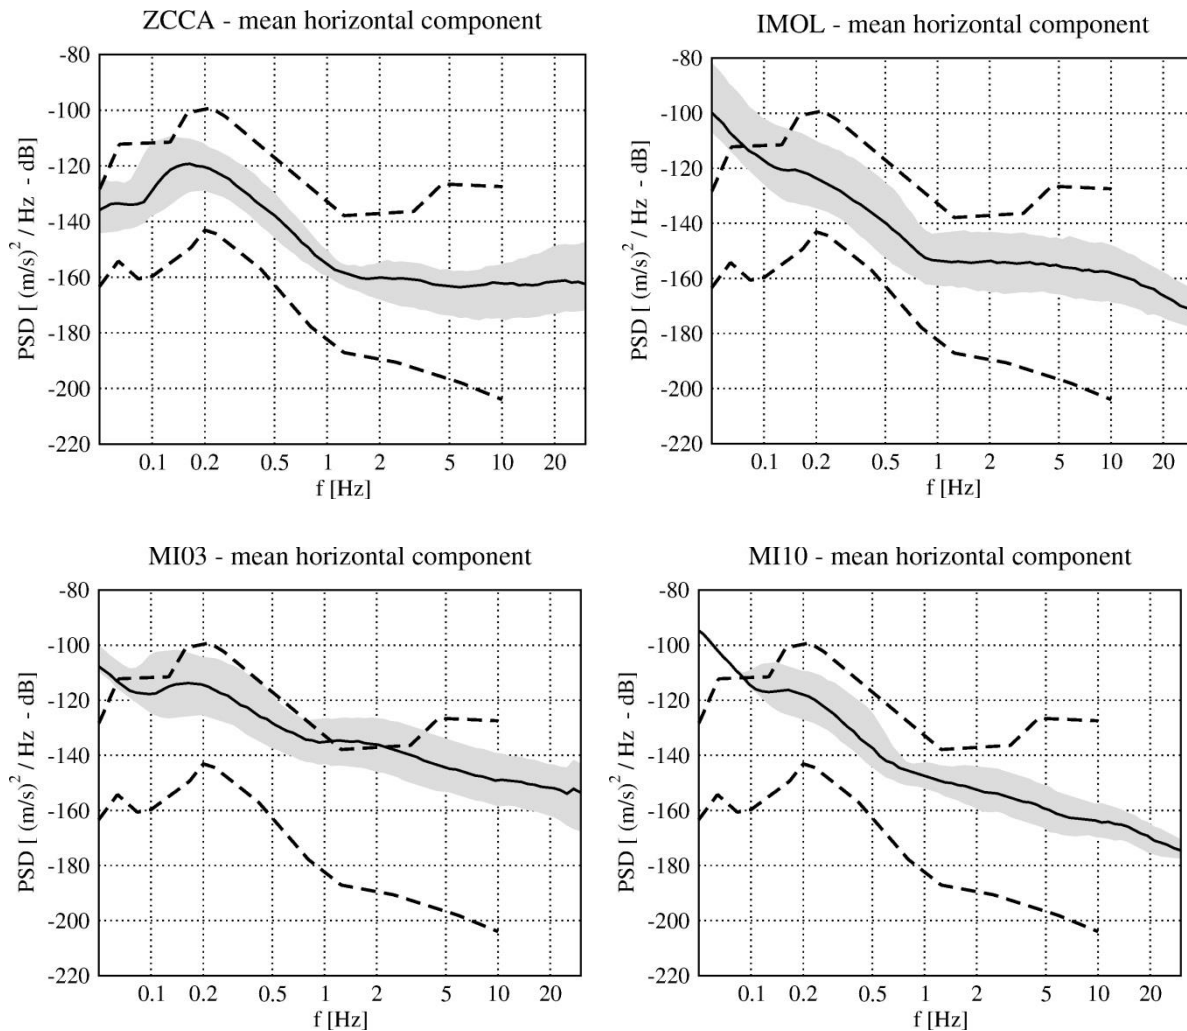 ZCCA - mean horizontal component
-80
-100
-120
-140
-160
-180
-200
-220
PSD [ (m/s)² / Hz - dB]
0.1 0.2 0.5 1 2 5 10 20
f [Hz]
IMOL - mean horizontal component
-80
-100
-120
-140
-160
-180
-200
-220
PSD [ (m/s)² / Hz - dB]
0.1 0.2 0.5 1 2 5 10 20
f [Hz]
MI03 - mean horizontal component
-80
-100
-120
-140
-160
-180
-200
-220
PSD [ (m/s)² / Hz - dB]
0.1 0.2 0.5 1 2 5 10 20
f [Hz]
MI10 - mean horizontal component
-80
-100
-120
-140
-160
-180
-200
-220
PSD [ (m/s)² / Hz - dB]
0.1 0.2 0.5 1 2 5 10 20
f [Hz]